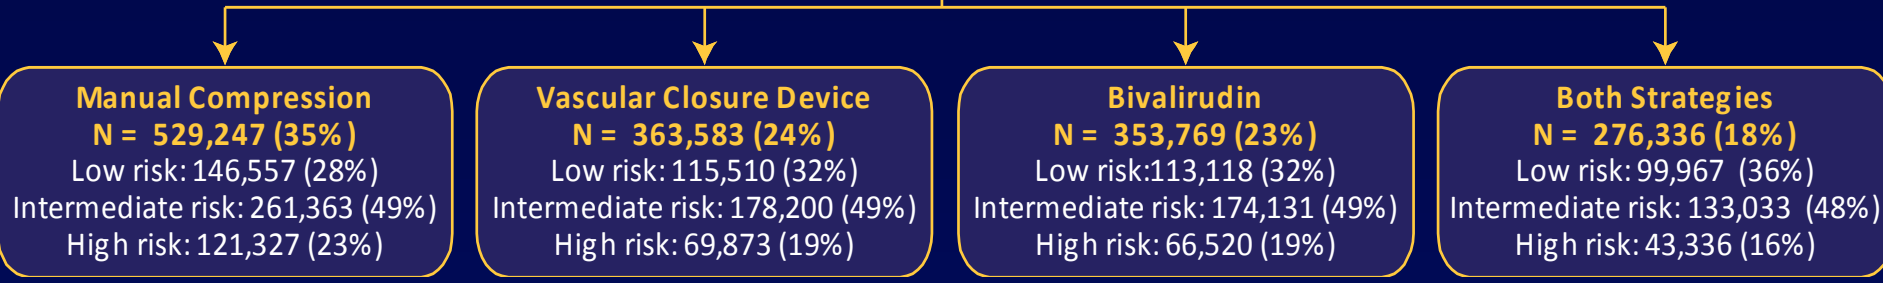 Manual Compression
N = 529,247 (35%)
Low risk: 146,557 (28%)
Intermediate risk: 261,363 (49%)
High risk: 121,327 (23%)
Vascular Closure Device
N = 363,583 (24%)
Low risk: 115,510 (32%)
Intermediate risk: 178,200 (49%)
High risk: 69,873 (19%)
Bivalirudin
N = 353,769 (23%)
Low risk:113,118 (32%)
Intermediate risk: 174,131 (49%)
High risk: 66,520 (19%)
Both Strategies
N = 276,336 (18%)
Low risk: 99,967 (36%)
Intermediate risk: 133,033 (48%)
High risk: 43,336 (16%)